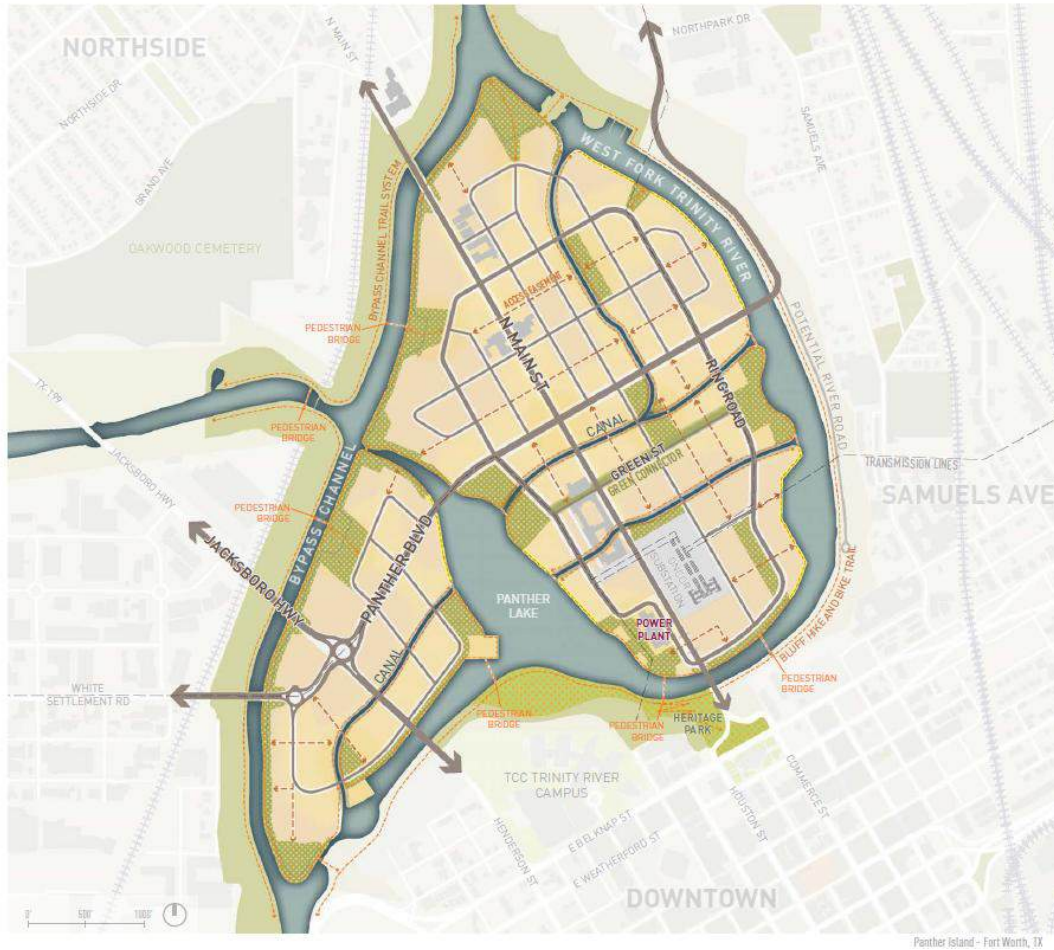 NORTHSIDE
N MAIN ST
NORTHPARK DR
NORTHSIDE DR
GRAND AVE
SAMUELS AVE
WEST FORK TRINITY RIVER
BYPASS CHANNEL TRAIL SYSTEM
OAKWOOD CEMETERY
ACCESS EASEMENT
PEDESTRIAN
BRIDGE
N MAIN ST
POTENTIAL RIVER ROAD
RING ROAD
TX 199
JACKSBORO HWY
PEDESTRIAN
BRIDGE
CANAL
GREEN ST
GREEN CONNECTOR
TRANSMISSION LINES
SAMUELS AVE
BYPASS CHANNEL
PEDESTRIAN
BRIDGE
JACKSBORO HWY
PANTHER BLVD
PANTHER
LAKE
SUBSTATION
POWER
PLANT
BLUFF HIKE AND BIKE TRAIL
CANAL
WHITE
SETTLEMENT RD
PEDESTRIAN
BRIDGE
PEDESTRIAN
BRIDGE
PEDESTRIAN
BRIDGE
HERITAGE
PARK
TCC TRINITY RIVER
CAMPUS
COMMERCE ST
HOUSTON ST
HENDERSON ST
E BELKNAP ST
E WEATHERFORD ST
DOWNTOWN
0' 500' 1000'
Panther Island - Fort Worth, TX